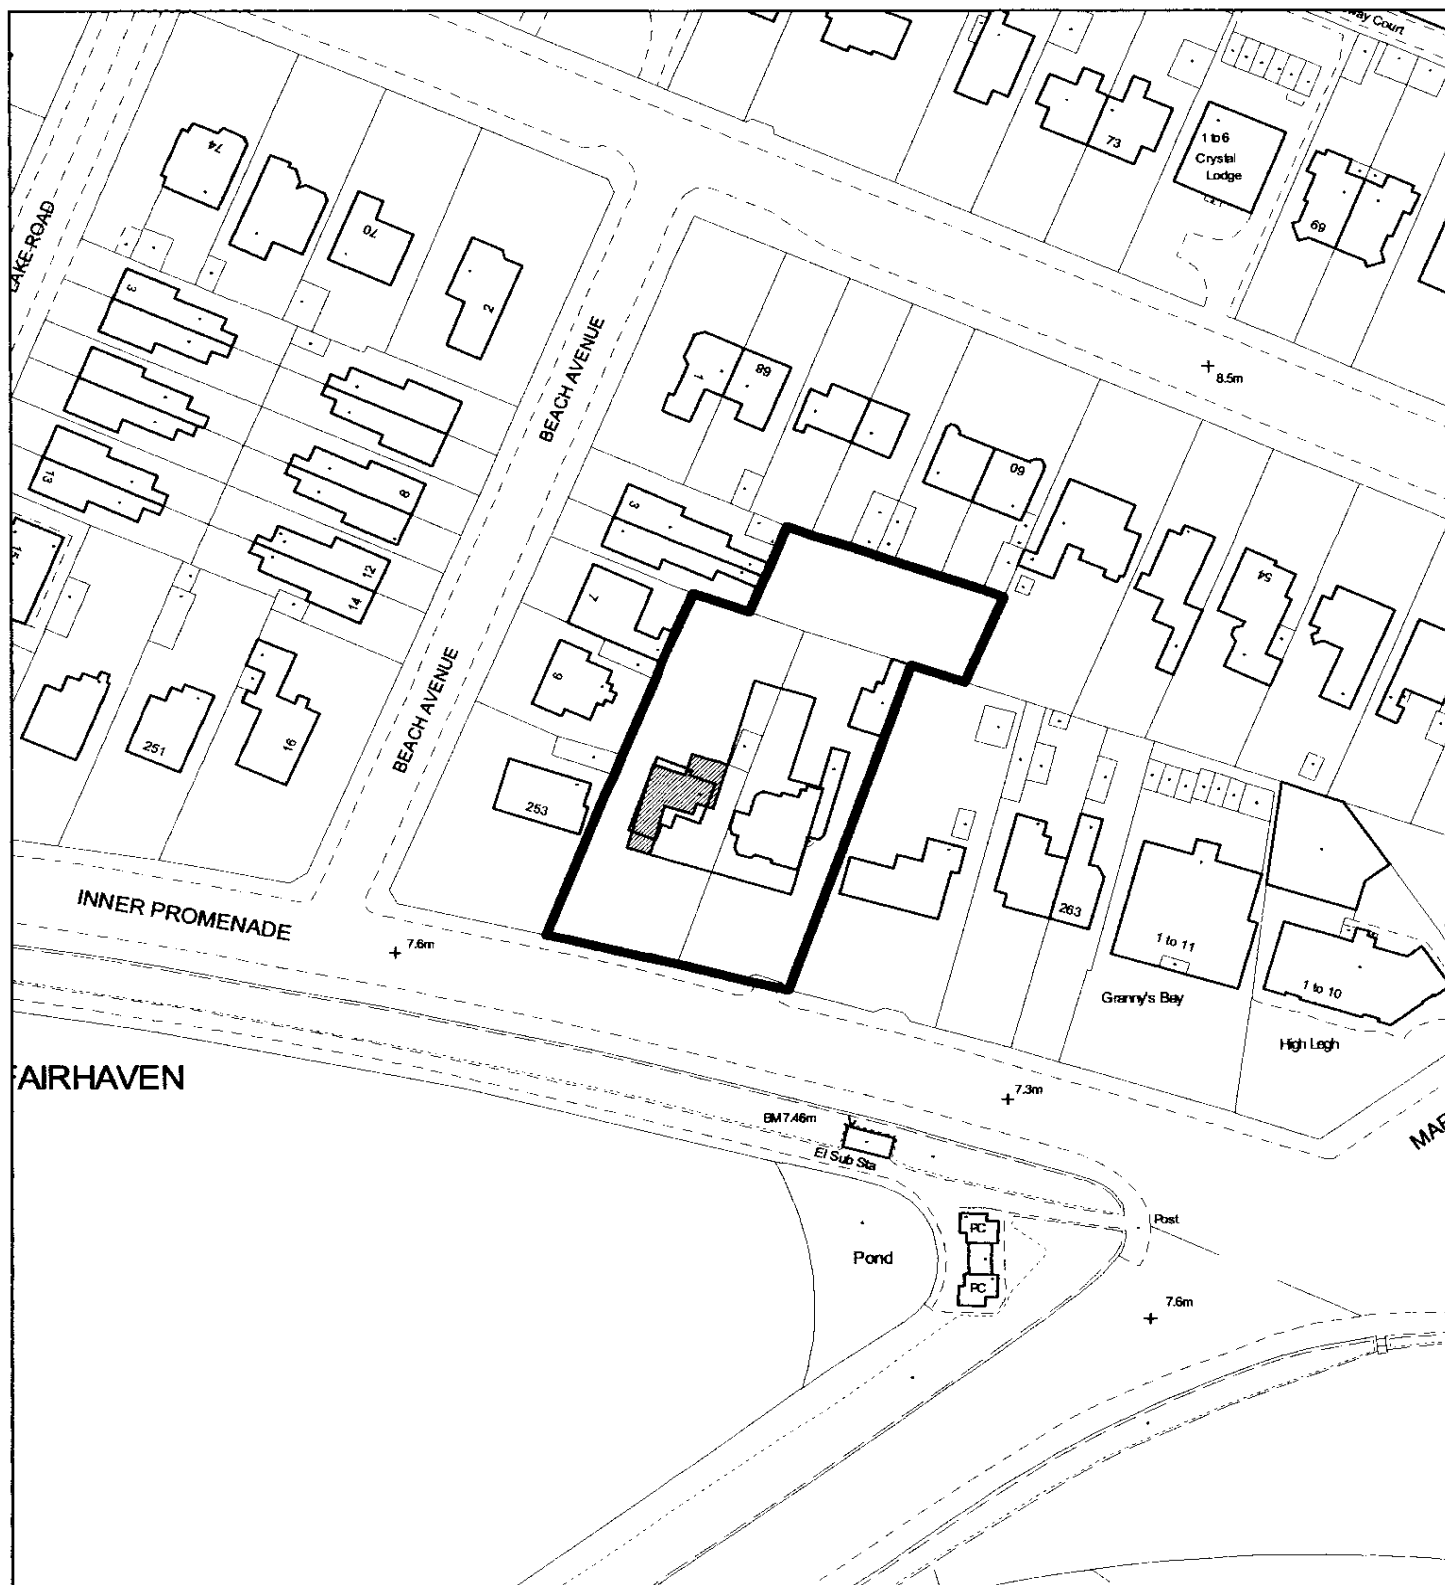 way Court
73
1 to 6
Crystal
Lodge
69
74
70
2
LAKE ROAD
3
BEACH AVENUE
68
1
8.5m
60
8
13
3
12
14
7
54
15
BEACH AVENUE
9
251
16
253
263
1 to 11
1 to 10
INNER PROMENADE
7.6m
Granny's Bay
High Legh
FAIRHAVEN
7.3m
BM 7.46m
El Sub Sta
MAR
Post
PC
Pond
PC
7.6m